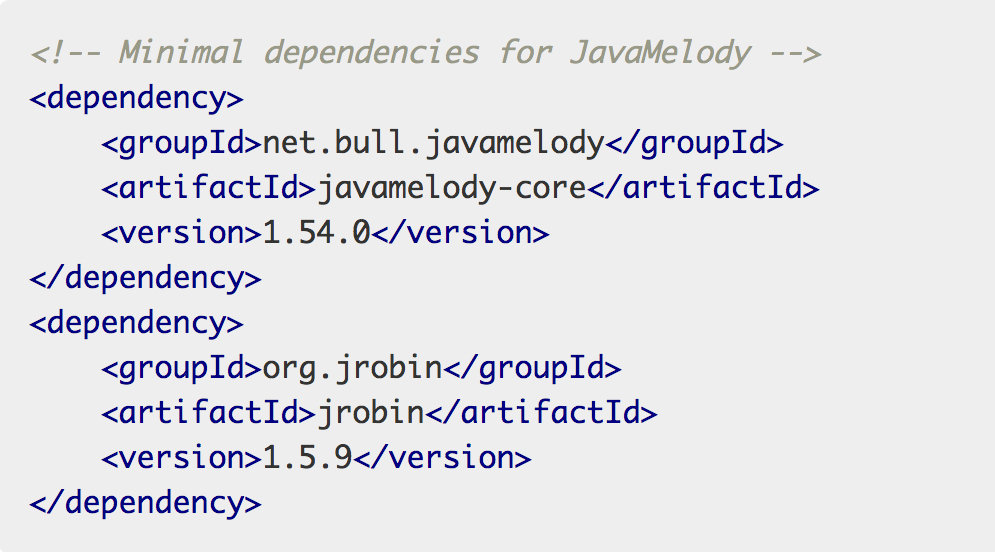 <!-- Minimal dependencies for JavaMelody -->
<dependency>
    <groupId>net.bull.javamelody</groupId>
    <artifactId>javamelody-core</artifactId>
    <version>1.54.0</version>
</dependency>
<dependency>
    <groupId>org.jrobin</groupId>
    <artifactId>jrobin</artifactId>
    <version>1.5.9</version>
</dependency>